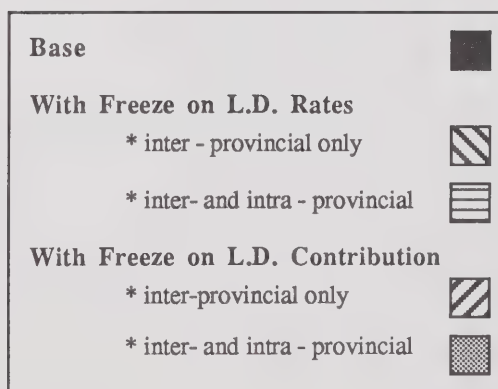 Base
With Freeze on L.D. Rates
* inter - provincial only
* inter- and intra - provincial
With Freeze on L.D. Contribution
* inter-provincial only
* inter- and intra - provincial